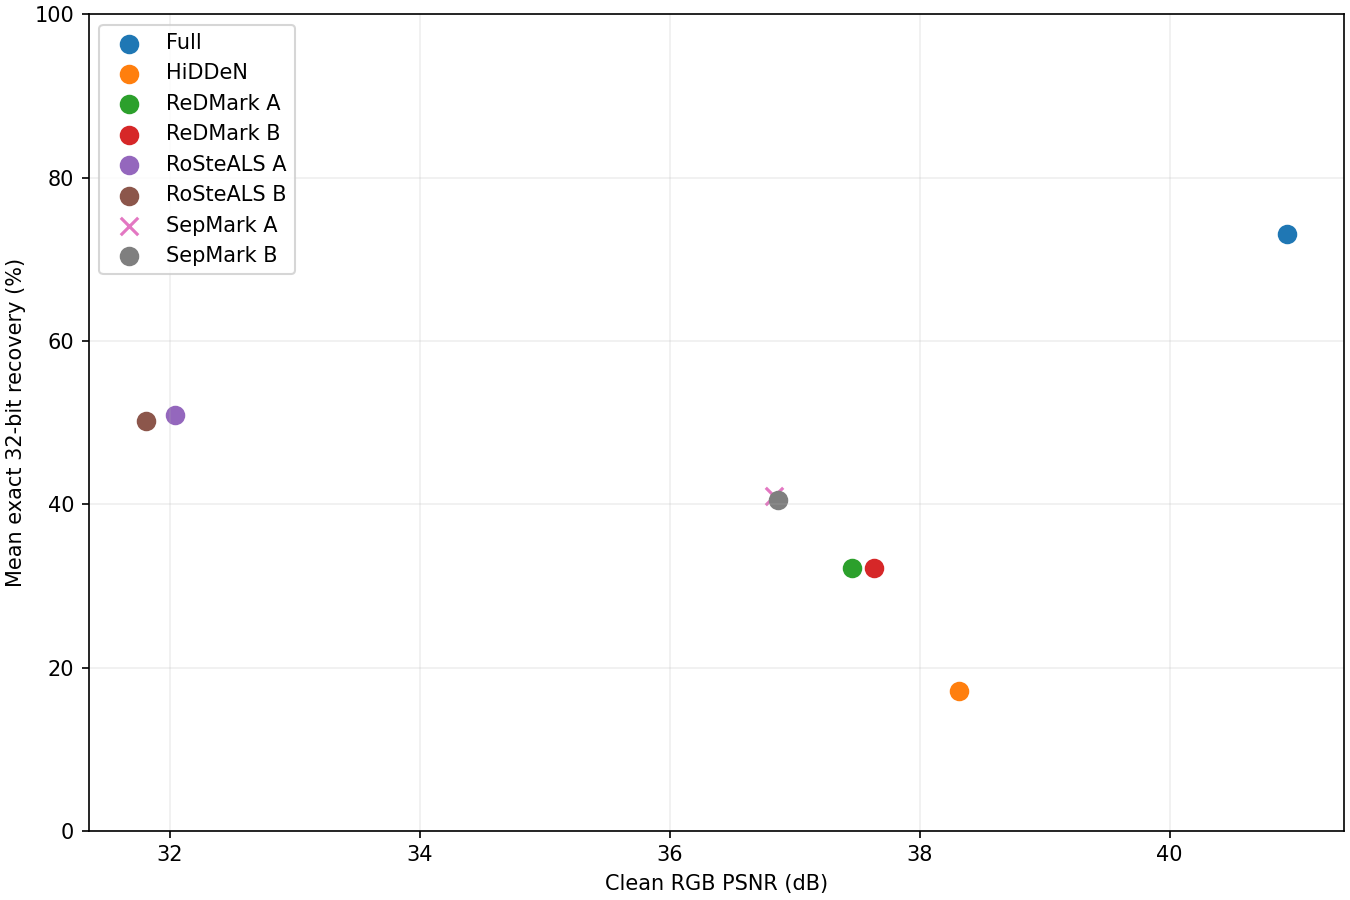 100
80
60
40
20
0
Mean exact 32-bit recovery (%)
Full
HiDDeN
ReDMark A
ReDMark B
RoSteALS A
RoSteALS B
SepMark A
SepMark B
32
34
36
38
40
Clean RGB PSNR (dB)